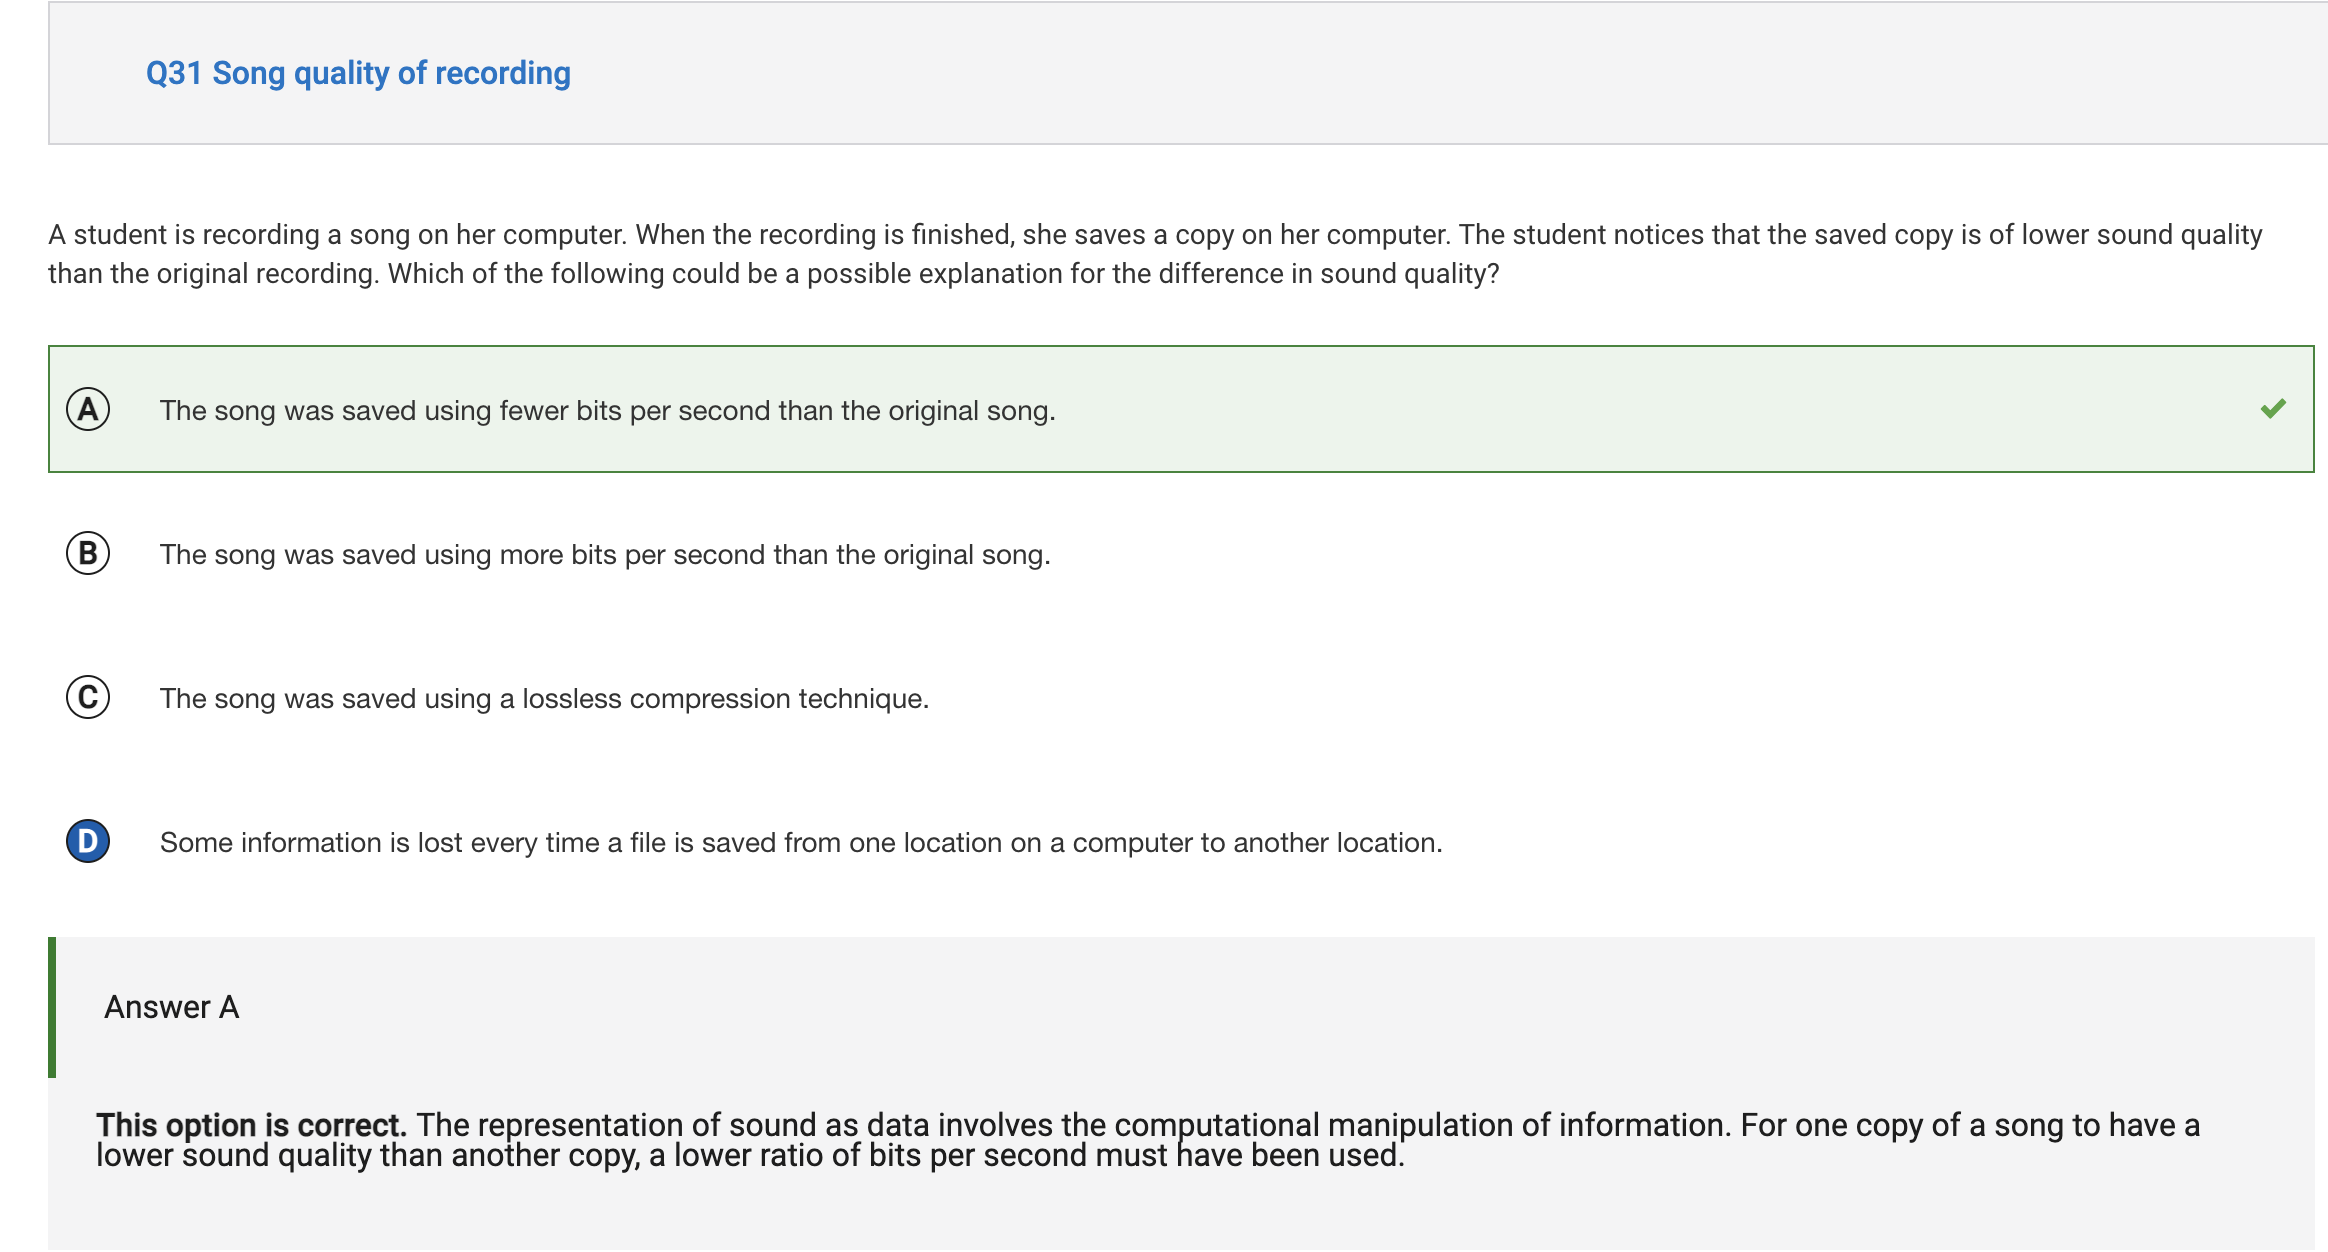 Q31 Song quality of recording
A student is recording a song on her computer. When the recording is finished, she saves a copy on her computer. The student notices that the saved copy is of lower sound quality
than the original recording. Which of the following could be a possible explanation for the difference in sound quality?
A The song was saved using fewer bits per second than the original song.
B The song was saved using more bits per second than the original song.
C The song was saved using a lossless compression technique.
D Some information is lost every time a file is saved from one location on a computer to another location.
Answer A
This option is correct. The representation of sound as data involves the computational manipulation of information. For one copy of a song to have a
lower sound quality than another copy, a lower ratio of bits per second must have been used.